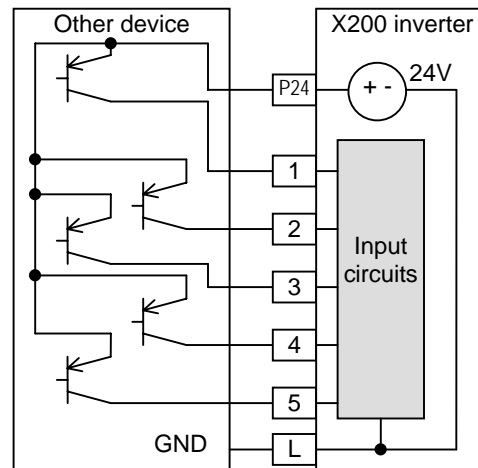 Other device
X200 inverter
P24
+ -
24V
1
2
Input
circuits
3
4
5
GND
L